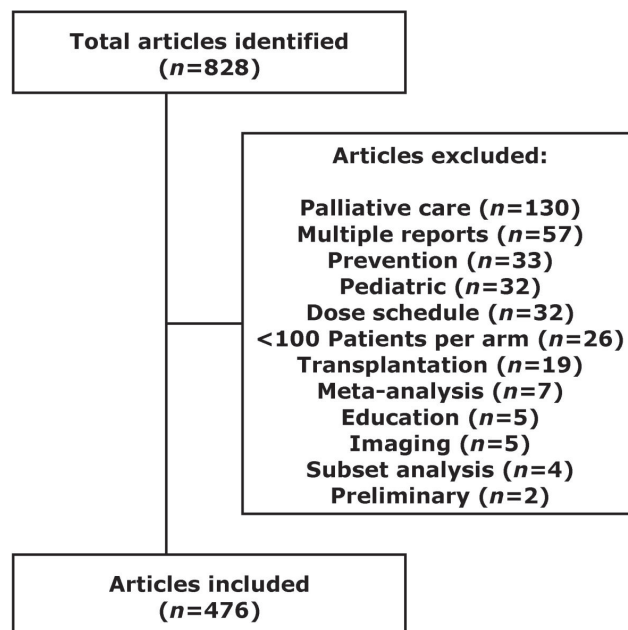 Total articles identified
(n=828)
Articles excluded:
Palliative care (n=130)
Multiple reports (n=57)
Prevention (n=33)
Pediatric (n=32)
Dose schedule (n=32)
<100 Patients per arm (n=26)
Transplantation (n=19)
Meta-analysis (n=7)
Education (n=5)
Imaging (n=5)
Subset analysis (n=4)
Preliminary (n=2)
Articles included
(n=476)